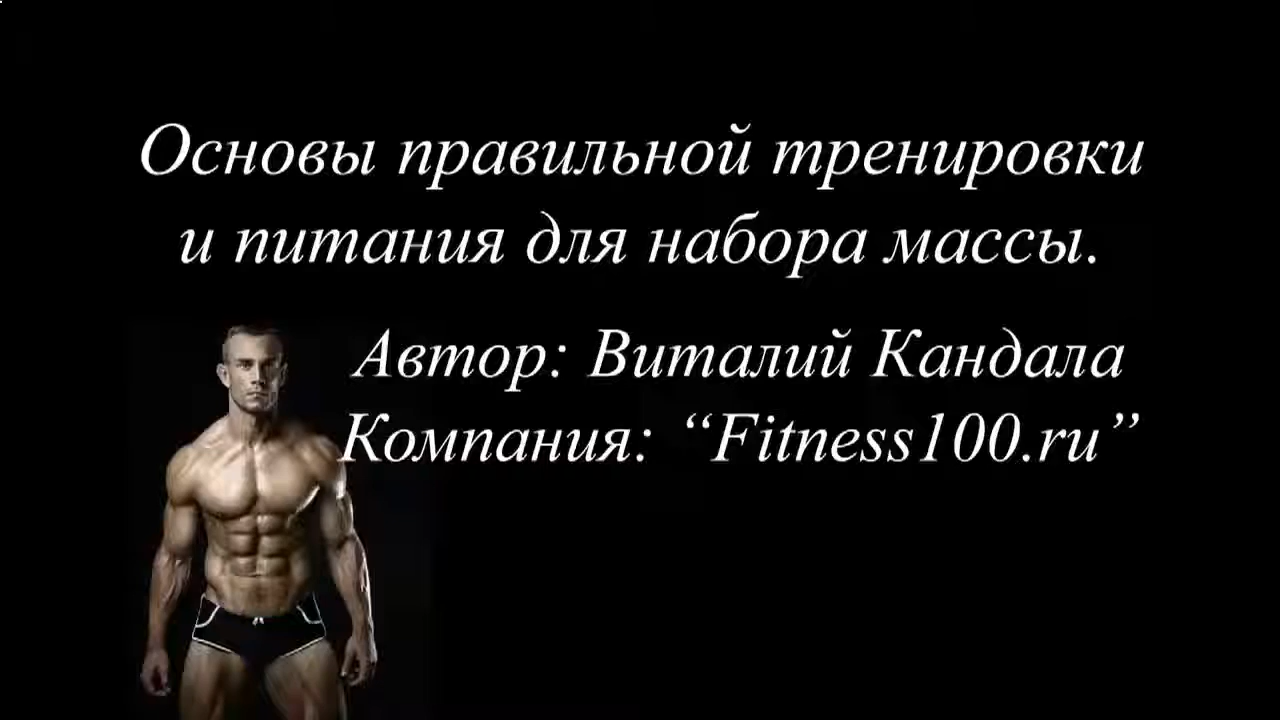 Основы правильной тренировки
и питания для набора массы.
Автор: Виталий Кандала
Компания: “Fitness100.ru”